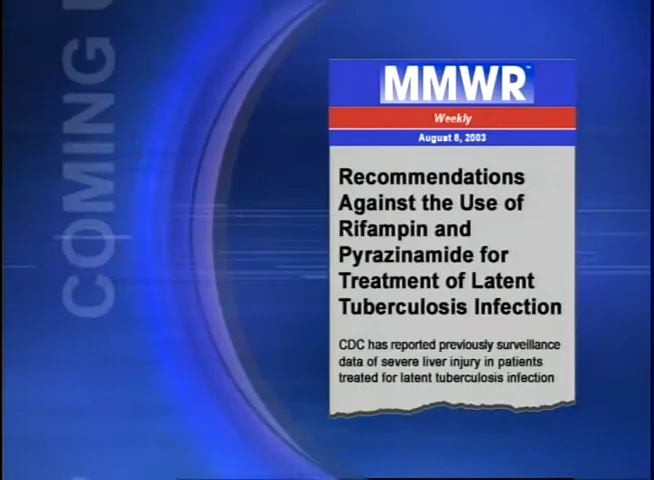 COMING U
MMWR™
Weekly
August 8, 2003
Recommendations
Against the Use of
Rifampin and
Pyrazinamide for
Treatment of Latent
Tuberculosis Infection
CDC has reported previously surveillance
data of severe liver injury in patients
treated for latent tuberculosis infection